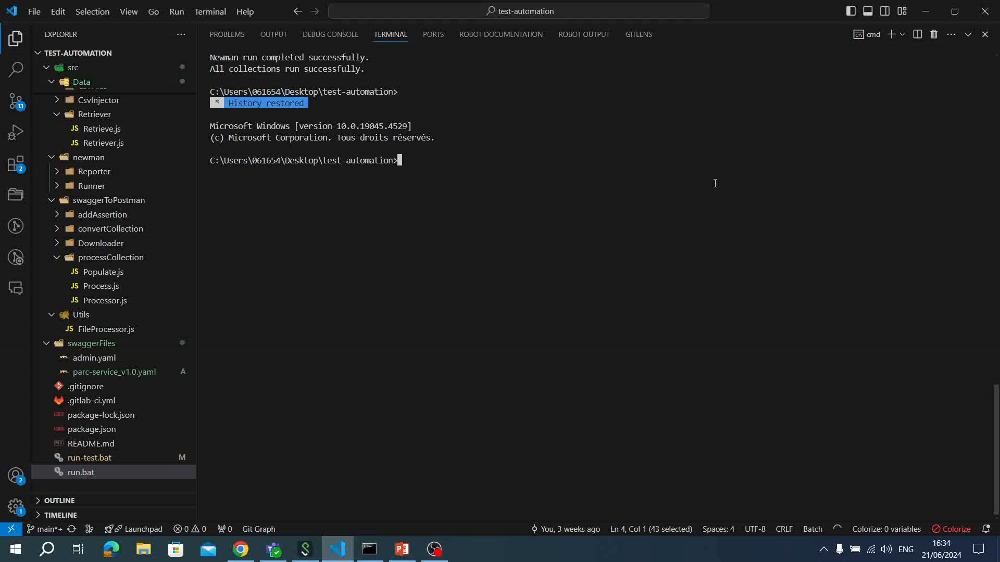 File Edit Selection View Go Run Terminal Help
test-automation
EXPLORER
TEST-AUTOMATION
src
Data
CsvInjector
Retriever
JS Retrieve.js
JS Retriever.js
newman
Reporter
Runner
swaggerToPostman
addAssertion
convertCollection
Downloader
processCollection
JS Populate.js
JS Process.js
JS Processor.js
Utils
JS FileProcessor.js
swaggerFiles
admin.yaml
parc-service_v1.0.yaml A
.gitignore
.gitlab-ci.yml
package-lock.json
package.json
README.md
run-test.bat M
run.bat
OUTLINE
TIMELINE
13
2
2
1
PROBLEMS OUTPUT DEBUG CONSOLE TERMINAL PORTS ROBOT DOCUMENTATION ROBOT OUTPUT GITLENS
cmd
Newman run completed successfully.
All collections run successfully.
C:\Users\061654\Desktop\test-automation>
* History restored
Microsoft Windows [version 10.0.19045.4529]
(c) Microsoft Corporation. Tous droits réservés.
C:\Users\061654\Desktop\test-automation>
main*+ Launchpad 0 0 0 Git Graph
You, 3 weeks ago Ln 4, Col 1 (43 selected) Spaces: 4 UTF-8 CRLF Batch Colorize: 0 variables Colorize
ENG
16:34
21/06/2024